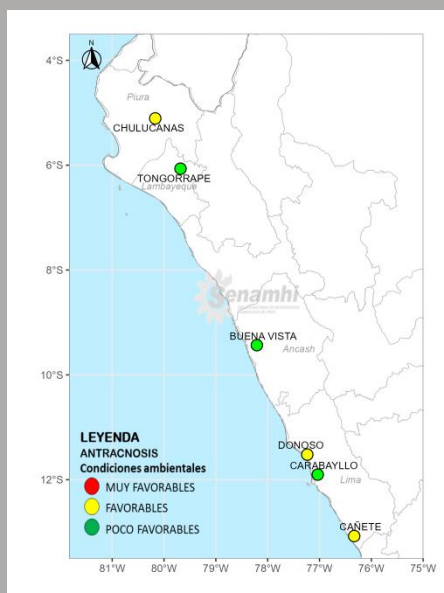 N
4°S
Piura
CHULUCANAS
6°S
TONGORRAPE
Lambayeque
8°S
Senamhi
BUENA VISTA
Ancash
10°S
LEYENDA
ANTRACNOSIS
Condiciones ambientales
MUY FAVORABLES
FAVORABLES
POCO FAVORABLES
DONOSO
CARABAYLLO
12°S
Lima
CAÑETE
81°W 80°W 79°W 78°W 77°W 76°W 75°W